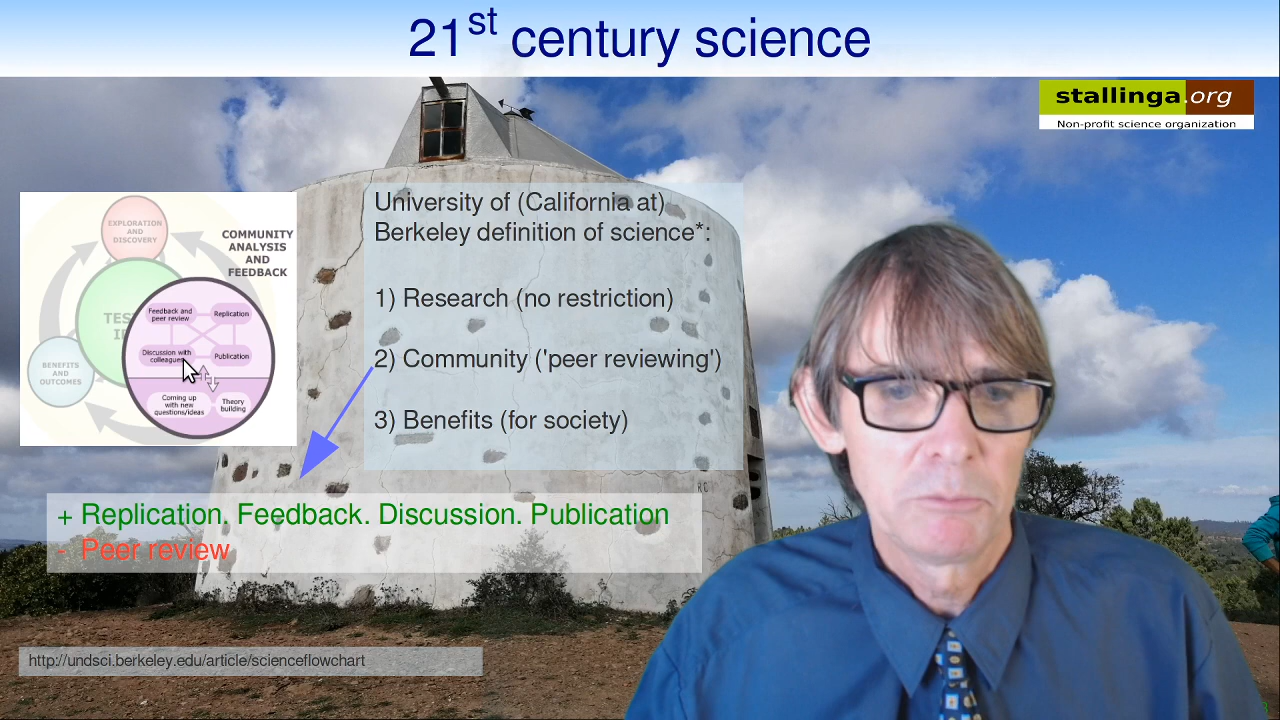 21st century science
stallinga.org
Non-profit science organization
University of (California at)
Berkeley definition of science*:
1) Research (no restriction)
2) Community ('peer reviewing')
3) Benefits (for society)
EXPLORATION
AND
DISCOVERY
COMMUNITY
ANALYSIS
AND
FEEDBACK
Feedback and
peer review
Replication
Discussion with
colleagues
Publication
Coming up
with new
questions/ideas
Theory
building
BENEFITS
AND
OUTCOMES
+ Replication. Feedback. Discussion. Publication
- Peer review
http://undsci.berkeley.edu/article/scienceflowchart